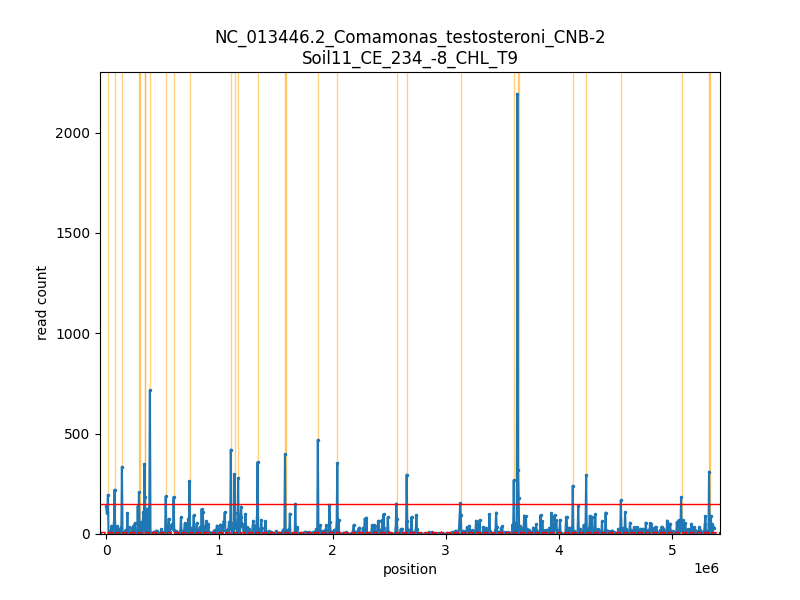 NC_013446.2_Comamonas_testosteroni_CNB-2
Soil11_CE_234_-8_CHL_T9
2000
1500
1000
500
0
read count
0 1 2 3 4 5
1e6
position